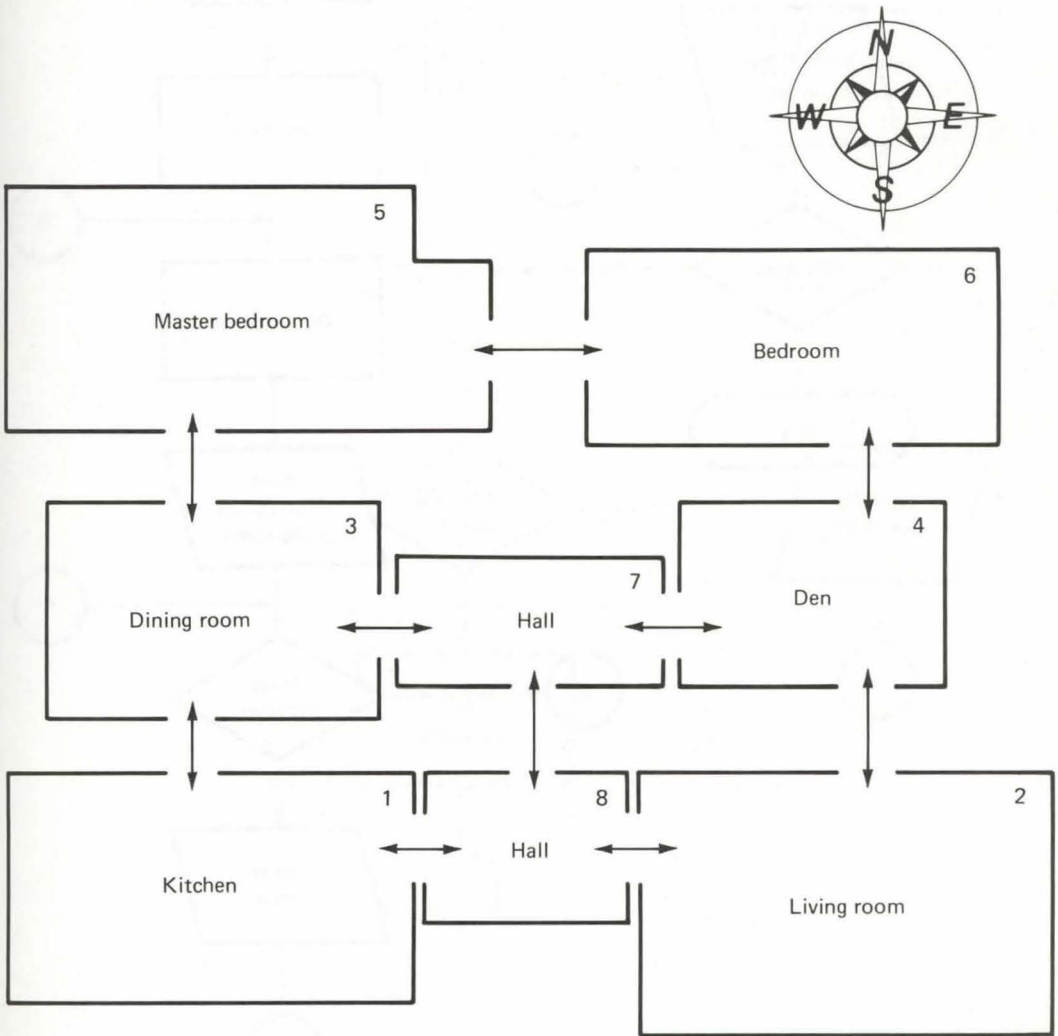 N
W E
S
5
Master bedroom
6
Bedroom
3
Dining room
7
Hall
4
Den
1
Kitchen
8
Hall
2
Living room